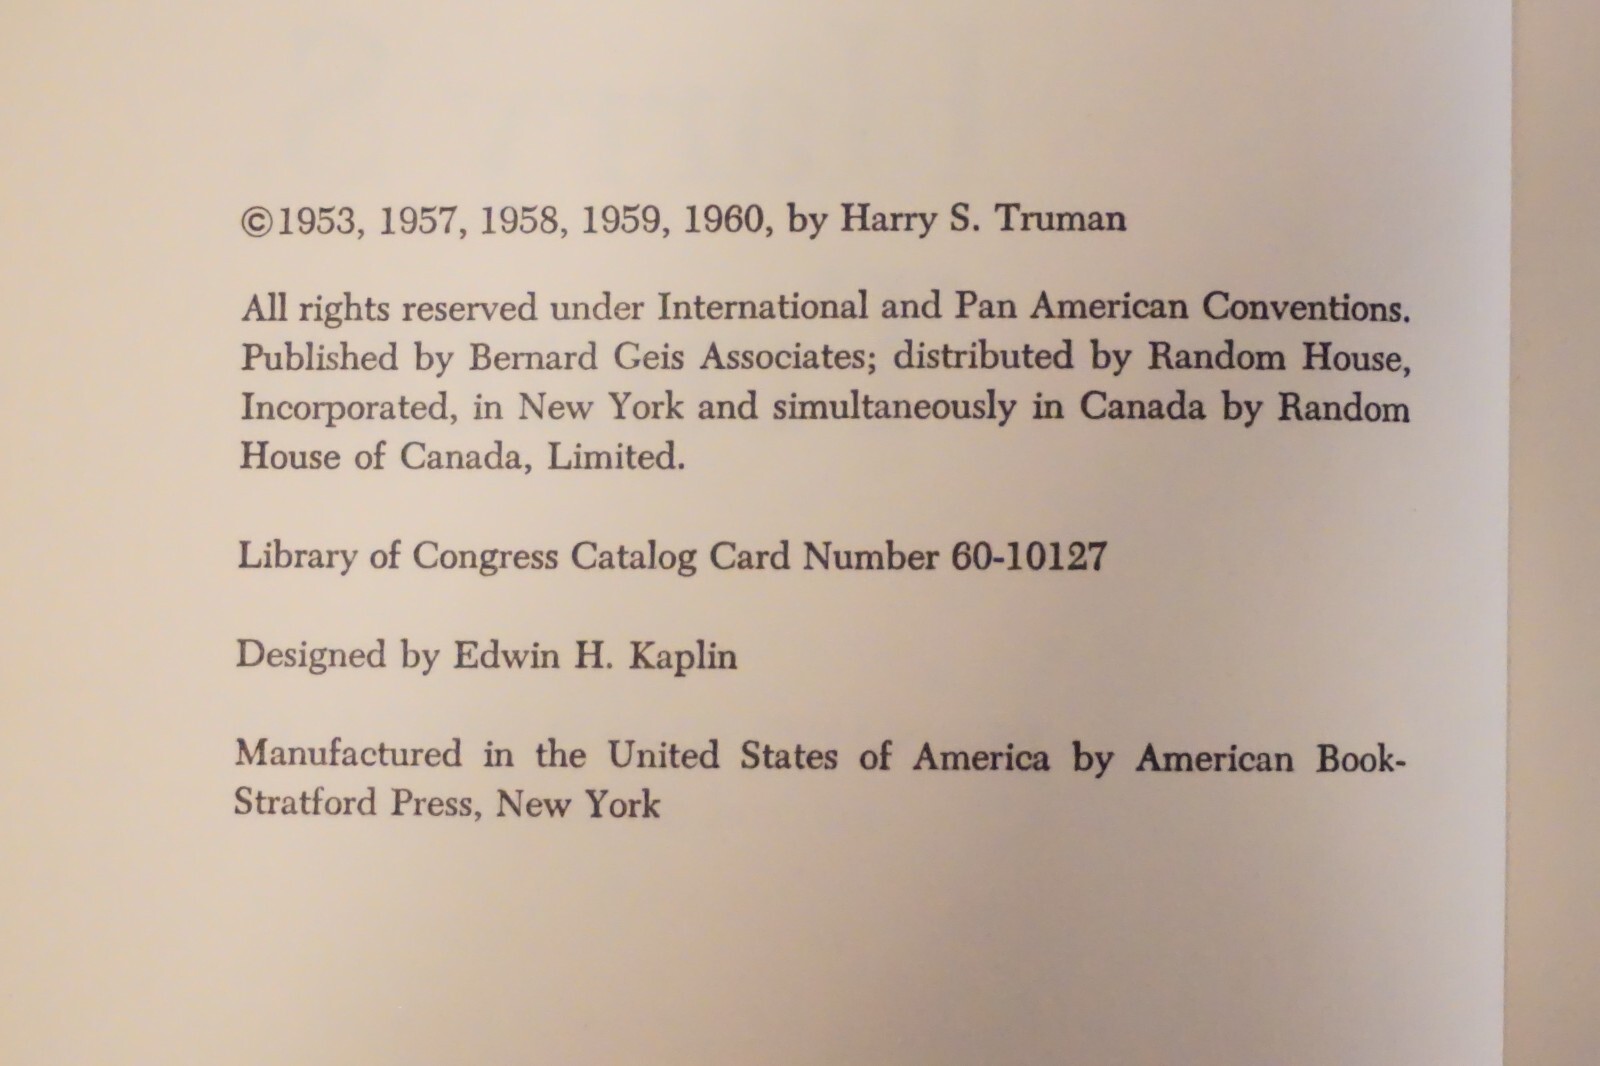 ©1953, 1957, 1958, 1959, 1960, by Harry S. Truman
All rights reserved under International and Pan American Conventions.
Published by Bernard Geis Associates; distributed by Random House,
Incorporated, in New York and simultaneously in Canada by Random
House of Canada, Limited.
Library of Congress Catalog Card Number 60-10127
Designed by Edwin H. Kaplin
Manufactured in the United States of America by American Book-
Stratford Press, New York